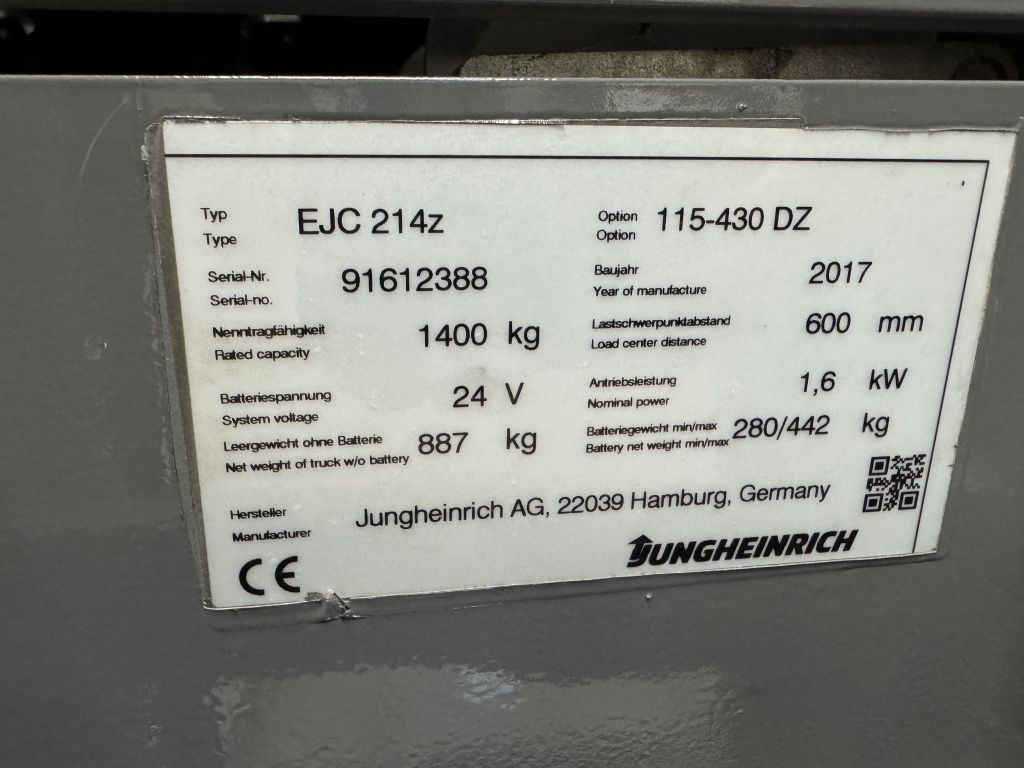 Typ
Type
EJC 214z
Option
Option
115-430 DZ
Serial-Nr.
Serial-no.
91612388
Baujahr
Year of manufacture
2017
Nenntragfähigkeit
Rated capacity
1400 kg
Lastschwerpunktabstand
Load center distance
600 mm
Batteriespannung
System voltage
24 V
Antriebsleistung
Nominal power
1,6 kW
Leergewicht ohne Batterie
Net weight of truck w/o battery
887 kg
Batteriegewicht min/max
Battery net weight min/max
280/442 kg
Hersteller
Manufacturer
Jungheinrich AG, 22039 Hamburg, Germany
CE
JUNGHEINRICH